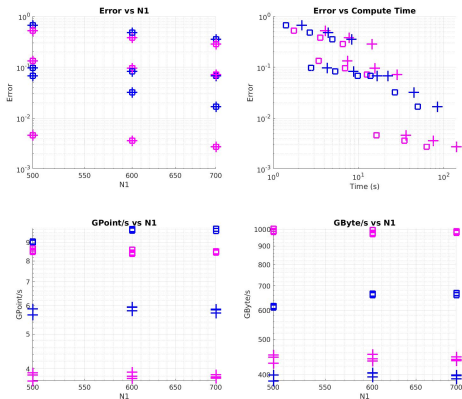 Error vs N1
10^0
10^-1
10^-2
10^-3
Error
500 550 600 650 700
N1
Error vs Compute Time
10^0
10^-1
10^-2
10^-3
Error
10^0 10^1 10^2
Time (s)
GPoint/s vs N1
9
8
7
6
5
4
GPoint/s
500 550 600 650 700
N1
GByte/s vs N1
1000
900
800
700
600
500
400
GByte/s
500 550 600 650 700
N1